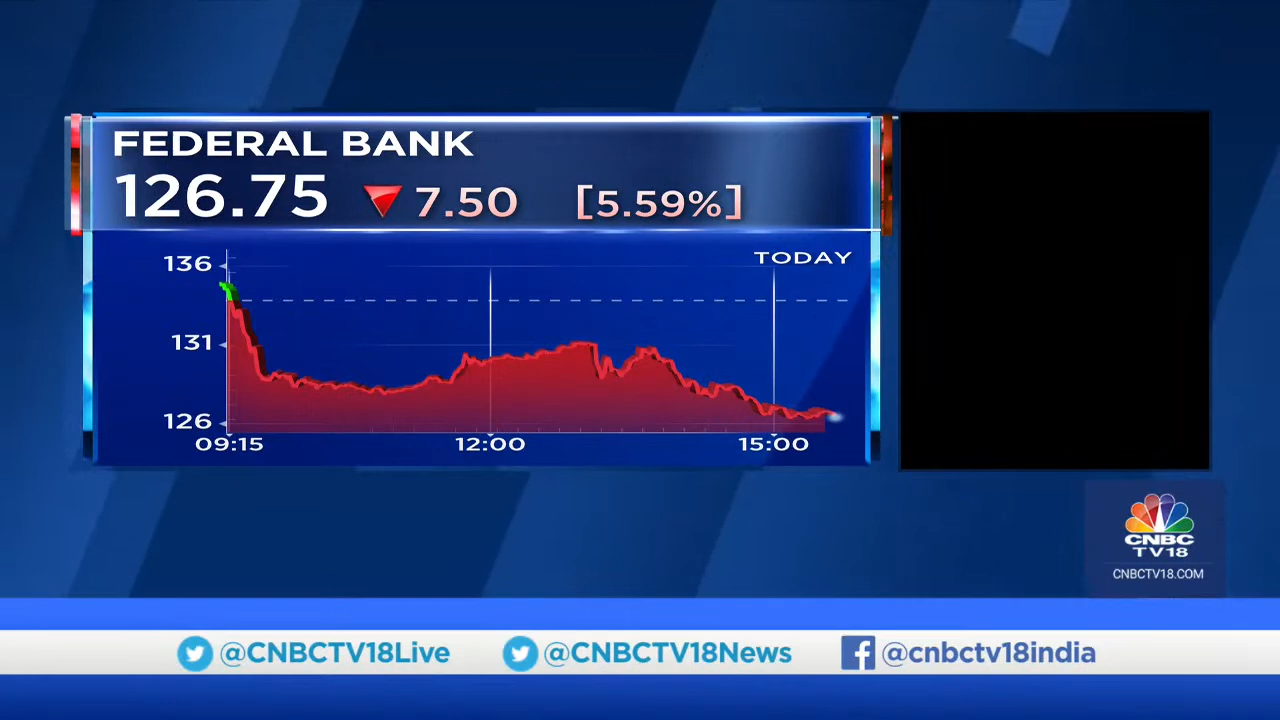 FEDERAL BANK
126.75 ▼ 7.50 [5.59%]
TODAY
136
131
126
09:15 12:00 15:00
CNBC
TV18
CNBCTV18.COM
@CNBCTV18Live @CNBCTV18News @cnbctv18india